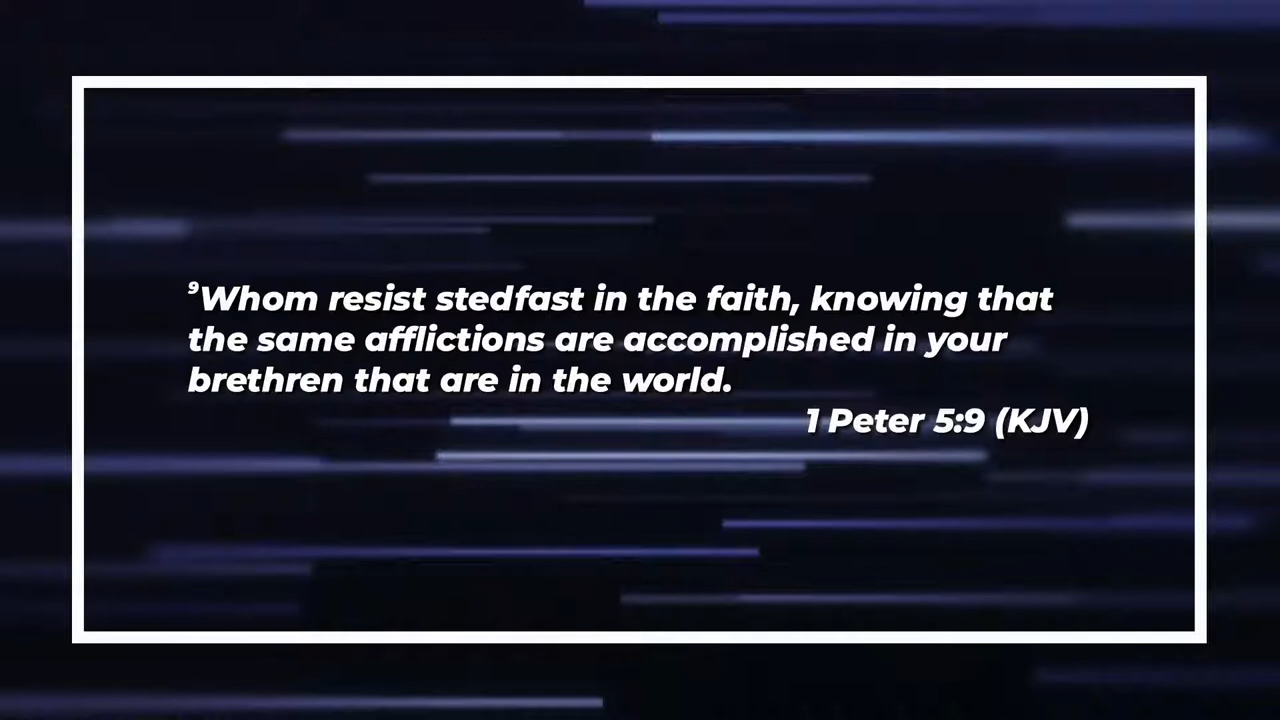 ⁹Whom resist stedfast in the faith, knowing that
the same afflictions are accomplished in your
brethren that are in the world.
1 Peter 5:9 (KJV)